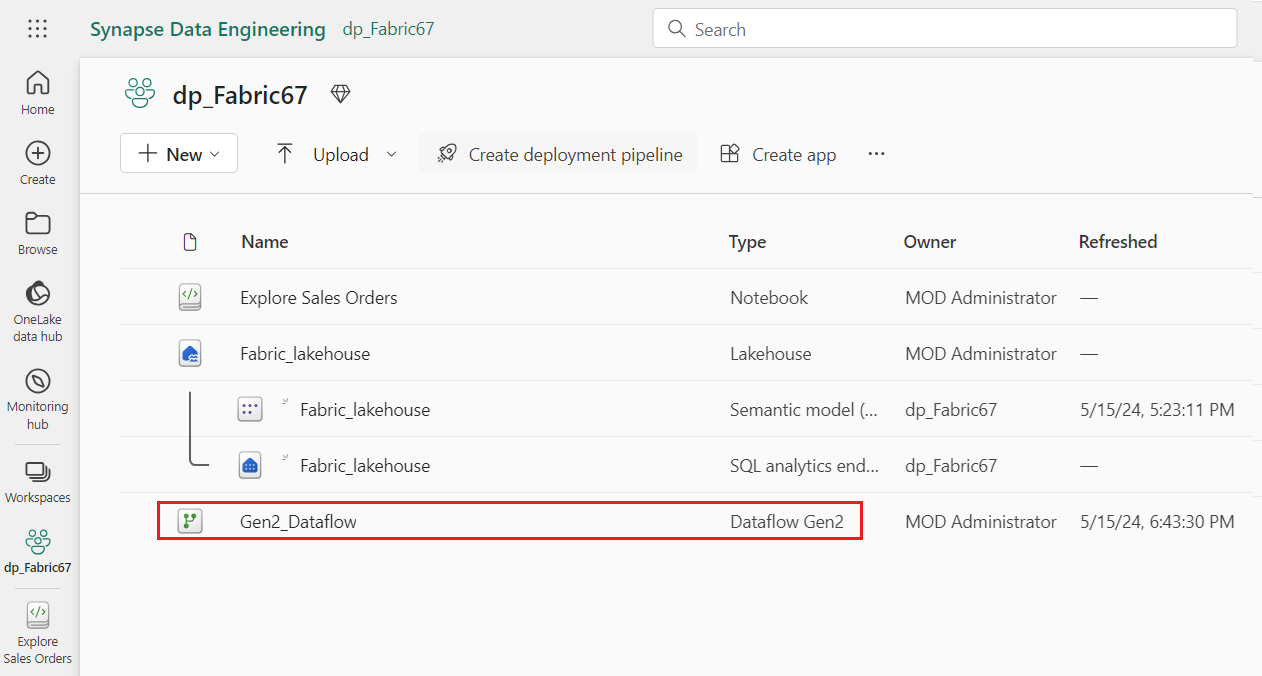 Synapse Data Engineering dp_Fabric67 Search
Home
Create
Browse
OneLake
data hub
Monitoring
hub
Workspaces
dp_Fabric67
Explore
Sales Orders
dp_Fabric67
New Upload Create deployment pipeline Create app ...
Name Type Owner Refreshed
Explore Sales Orders Notebook MOD Administrator —
Fabric_lakehouse Lakehouse MOD Administrator —
Fabric_lakehouse Semantic model (... dp_Fabric67 5/15/24, 5:23:11 PM
Fabric_lakehouse SQL analytics end... dp_Fabric67 —
Gen2_Dataflow Dataflow Gen2 MOD Administrator 5/15/24, 6:43:30 PM